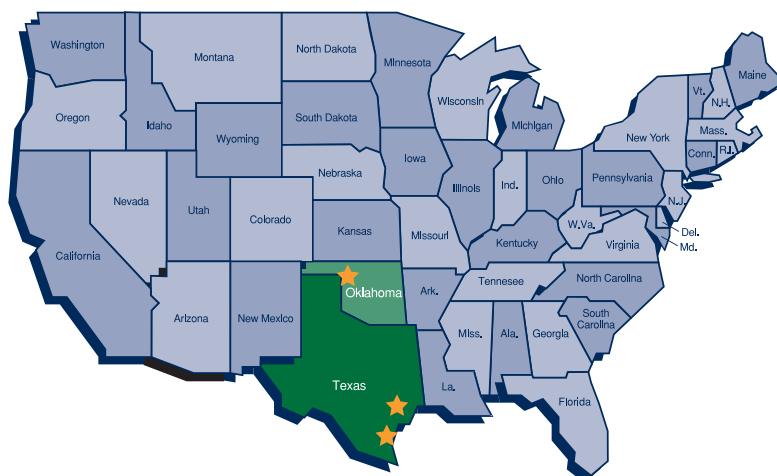 Washington
Montana
North Dakota
MInnesota
Maine
Vt.
N.H.
Oregon
Idaho
Wyoming
South Dakota
WIsconsIn
MIchIgan
New York
Mass.
Conn.
R.I.
Nevada
Utah
Colorado
Nebraska
Iowa
IllInoIs
Ind.
OhIo
Pennsylvania
N.J.
California
Kansas
MIssourI
Kentucky
W.Va.
Virginia
Del.
Md.
ArIzona
New MexIco
Oklahoma
Ark.
Tennesee
North CarolIna
South
CarolIna
Texas
La.
MIss.
Ala.
Georgia
Florida